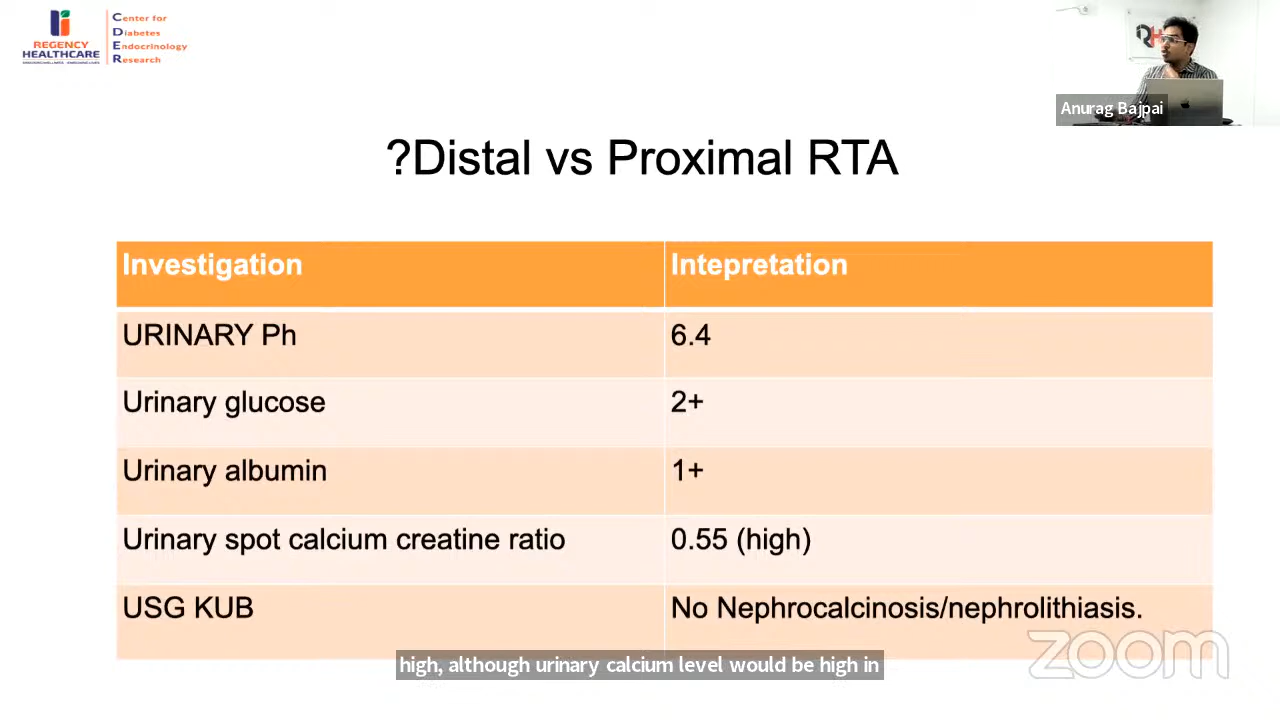 REGENCY
HEALTHCARE
Center for
Diabetes
Endocrinology
Research
Anurag Bajpai
?Distal vs Proximal RTA
Investigation
Intepretation
URINARY Ph
6.4
Urinary glucose
2+
Urinary albumin
1+
Urinary spot calcium creatine ratio
0.55 (high)
USG KUB
No Nephrocalcinosis/nephrolithiasis.
high, although urinary calcium level would be high in
zoom